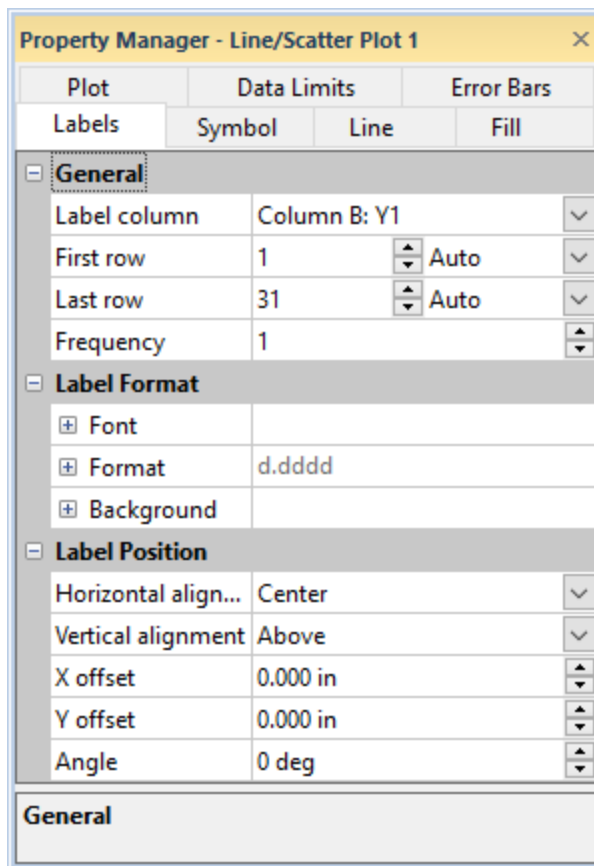 Property Manager - Line/Scatter Plot 1
Plot Data Limits Error Bars
Labels Symbol Line Fill
General
Label column Column B: Y1
First row 1 Auto
Last row 31 Auto
Frequency 1
Label Format
Font
Format d.dddd
Background
Label Position
Horizontal align... Center
Vertical alignment Above
X offset 0.000 in
Y offset 0.000 in
Angle 0 deg
General